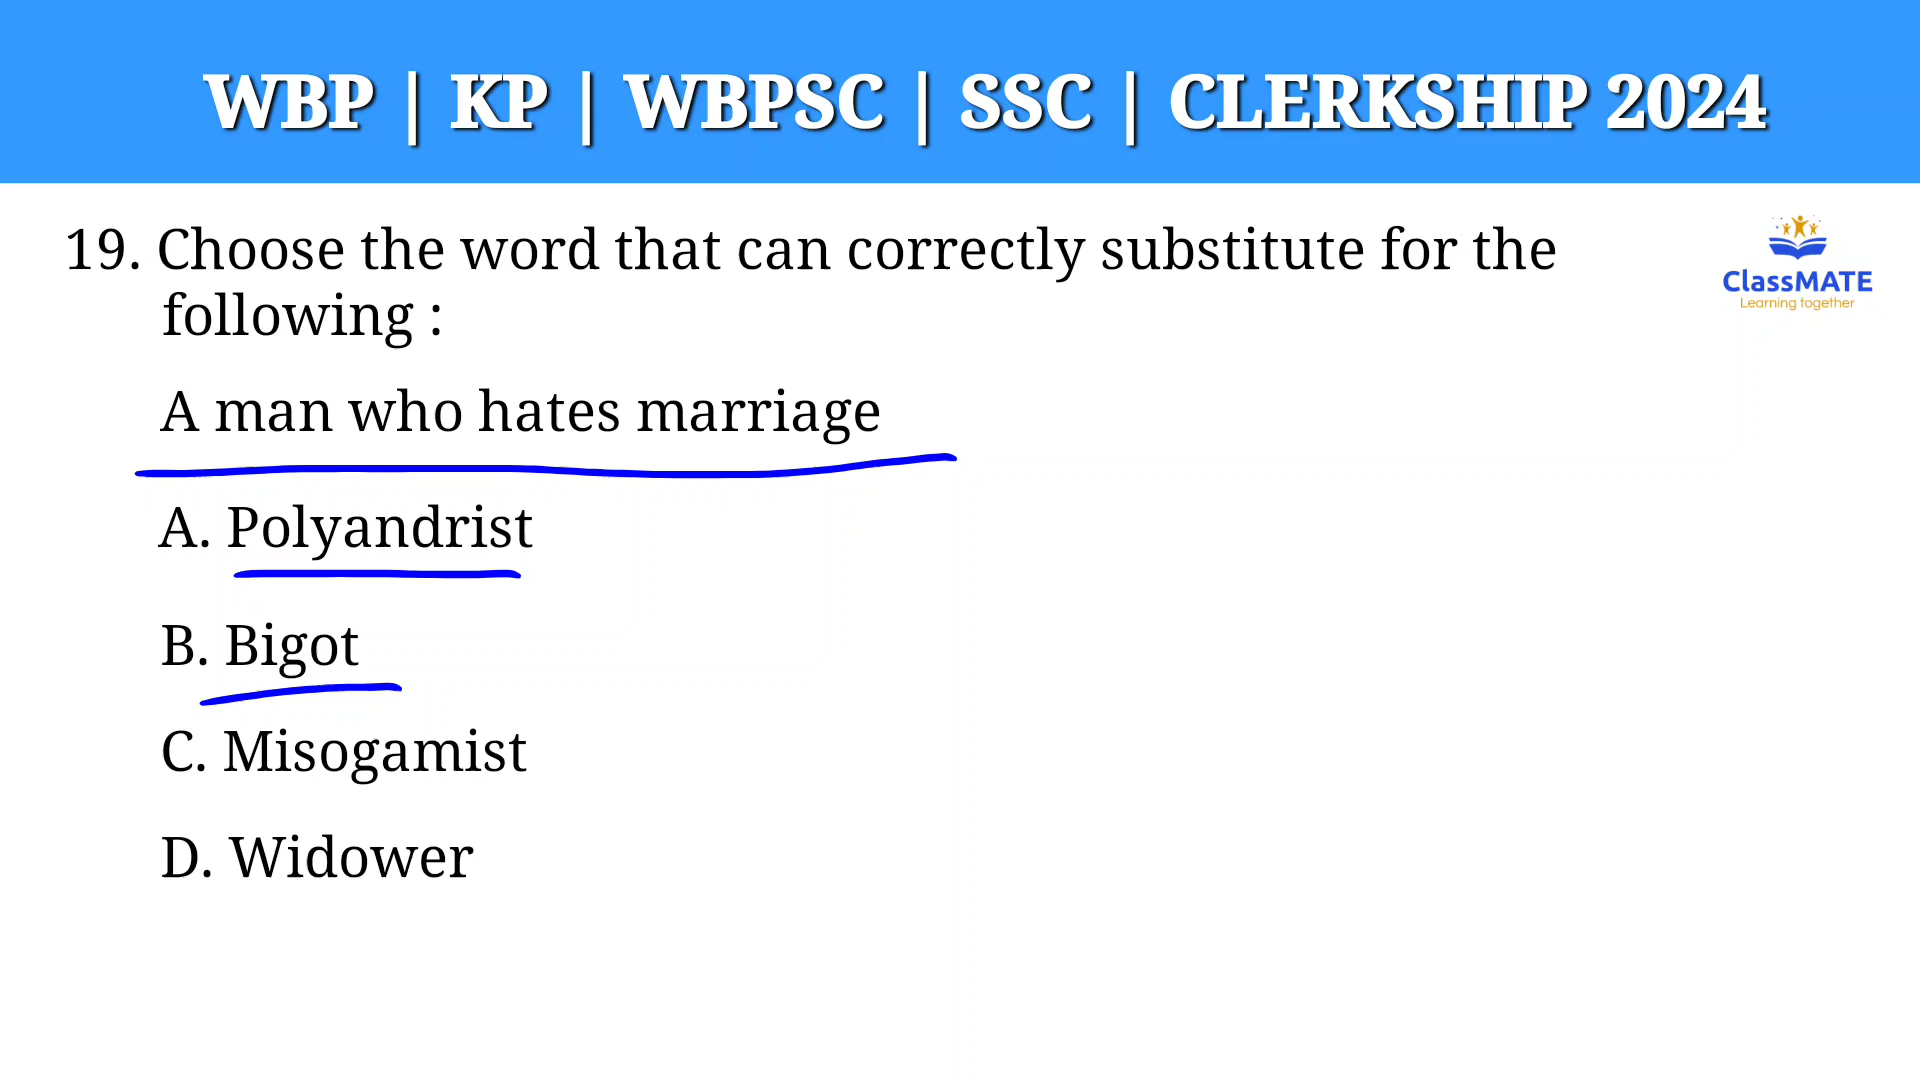 WBP | KP | WBPSC | SSC | CLERKSHIP 2024
19. Choose the word that can correctly substitute for the
following :
ClassMATE
Learning together
A man who hates marriage
A. Polyandrist
B. Bigot
C. Misogamist
D. Widower